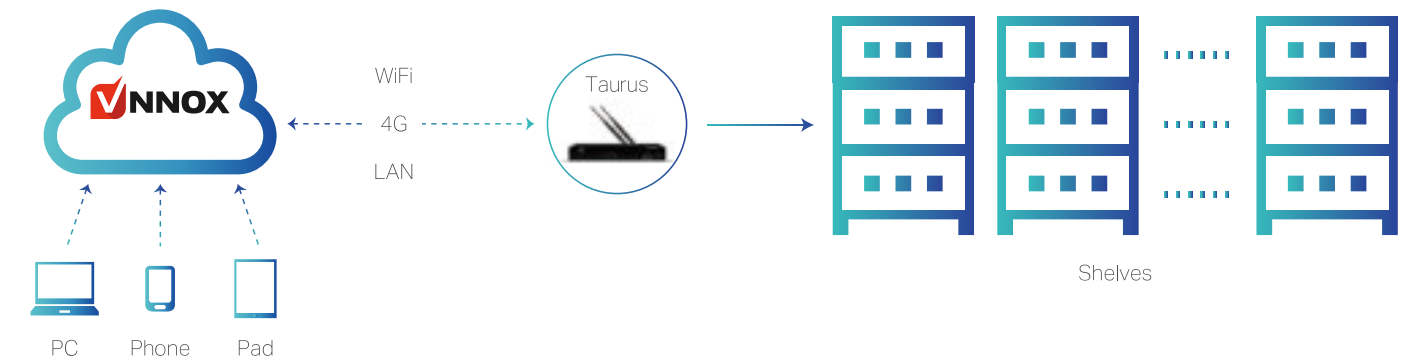 VNNOX
WiFi
4G
LAN
Taurus
Shelves
PC
Phone
Pad